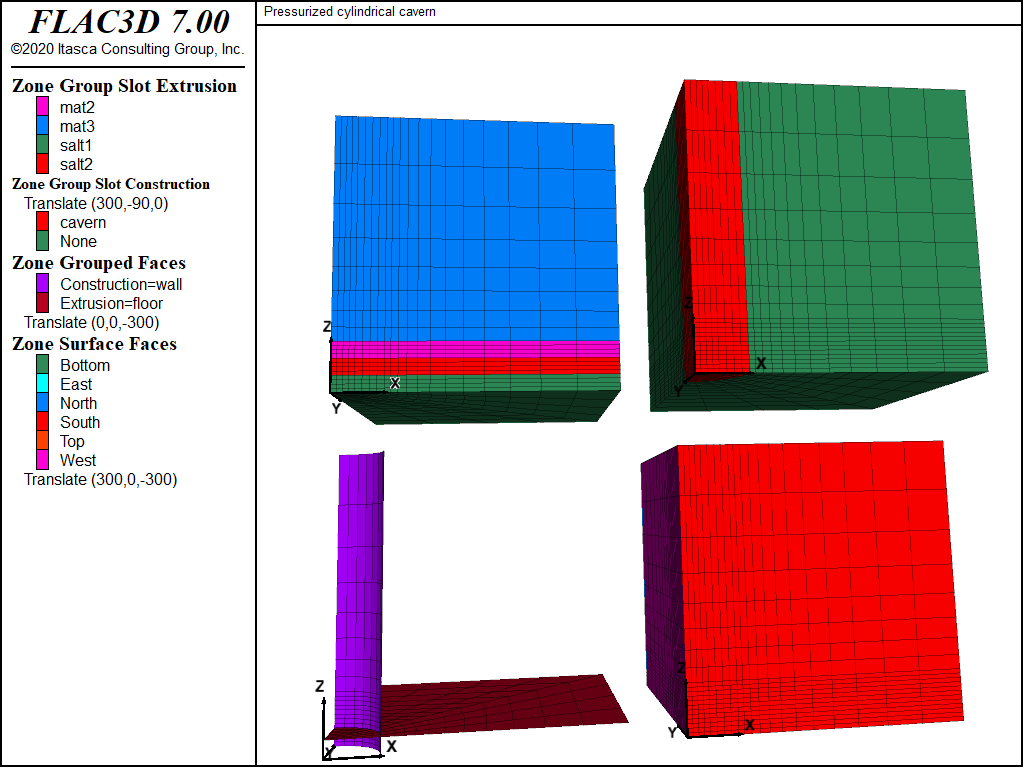 FLAC3D 7.00
©2020 Itasca Consulting Group, Inc.
Zone Group Slot Extrusion
mat2
mat3
salt1
salt2
Zone Group Slot Construction
Translate (300,-90,0)
cavern
None
Zone Grouped Faces
Construction=wall
Extrusion=floor
Translate (0,0,-300)
Zone Surface Faces
Bottom
East
North
South
Top
West
Translate (300,0,-300)
Pressurized cylindrical cavern
Z
X
Y
Z
X
Y
Z
X
Y
Z
X
Y